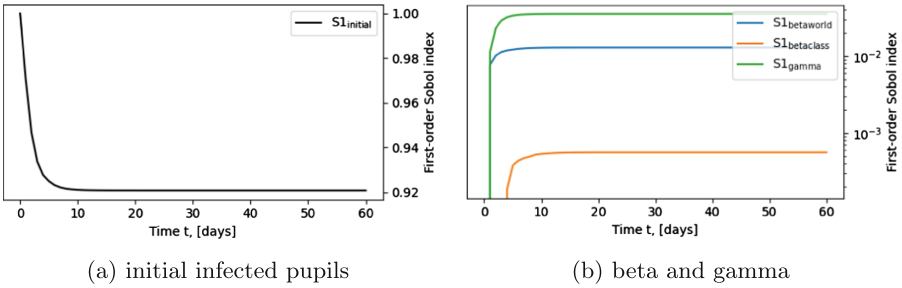 S1initial
1.00
0.98
0.96
0.94
0.92
First-order Sobol index
0 10 20 30 40 50 60
Time t, [days]
(a) initial infected pupils
S1betaworld
S1betaclass
S1gamma
10⁻²
10⁻³
First-order Sobol index
0 10 20 30 40 50 60
Time t, [days]
(b) beta and gamma